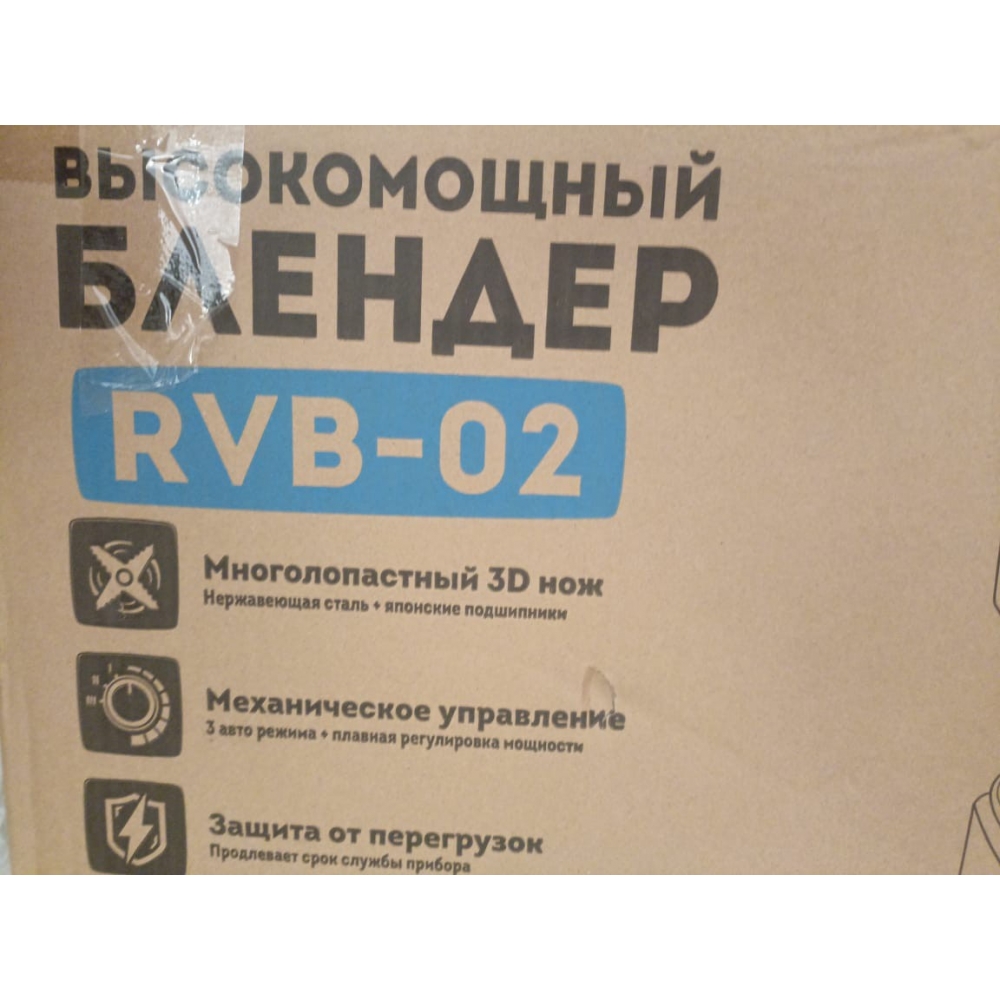 ВЫСОКОМОЩНЫЙ
БЛЕНДЕР
RVB-02
Многолопастный 3D нож
Нержавеющая сталь + японские подшипники
Механическое управление
3 авто режима + плавная регулировка мощности
Защита от перегрузок
Продлевает срок службы прибора